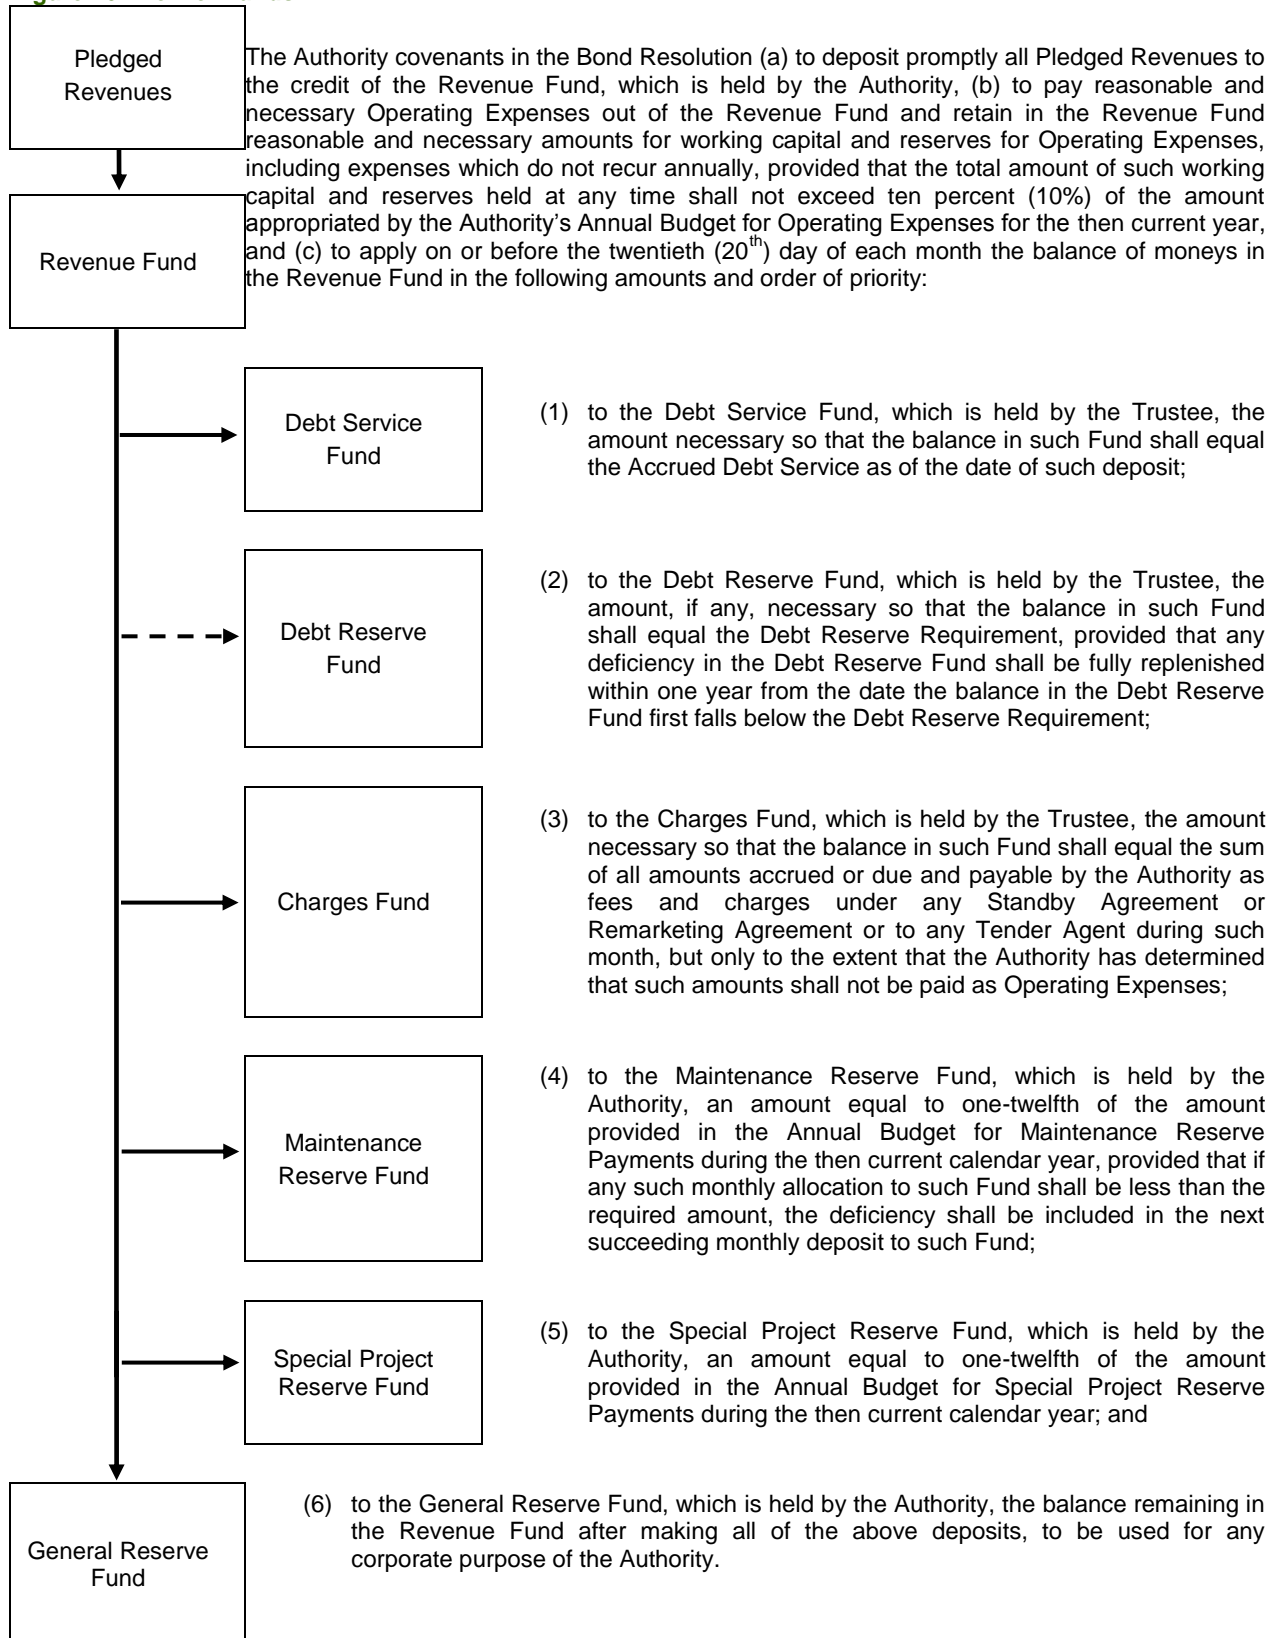 Pledged
Revenues
The Authority covenants in the Bond Resolution (a) to deposit promptly all Pledged Revenues to
the credit of the Revenue Fund, which is held by the Authority, (b) to pay reasonable and
necessary Operating Expenses out of the Revenue Fund and retain in the Revenue Fund
reasonable and necessary amounts for working capital and reserves for Operating Expenses,
including expenses which do not recur annually, provided that the total amount of such working
capital and reserves held at any time shall not exceed ten percent (10%) of the amount
appropriated by the Authority's Annual Budget for Operating Expenses for the then current year,
and (c) to apply on or before the twentieth (20th) day of each month the balance of moneys in
the Revenue Fund in the following amounts and order of priority:
Revenue Fund
Debt Service
Fund
(1) to the Debt Service Fund, which is held by the Trustee, the
amount necessary so that the balance in such Fund shall equal
the Accrued Debt Service as of the date of such deposit;
Debt Reserve
Fund
(2) to the Debt Reserve Fund, which is held by the Trustee, the
amount, if any, necessary so that the balance in such Fund
shall equal the Debt Reserve Requirement, provided that any
deficiency in the Debt Reserve Fund shall be fully replenished
within one year from the date the balance in the Debt Reserve
Fund first falls below the Debt Reserve Requirement;
Charges Fund
(3) to the Charges Fund, which is held by the Trustee, the amount
necessary so that the balance in such Fund shall equal the sum
of all amounts accrued or due and payable by the Authority as
fees and charges under any Standby Agreement or
Remarketing Agreement or to any Tender Agent during such
month, but only to the extent that the Authority has determined
that such amounts shall not be paid as Operating Expenses;
Maintenance
Reserve Fund
(4) to the Maintenance Reserve Fund, which is held by the
Authority, an amount equal to one-twelfth of the amount
provided in the Annual Budget for Maintenance Reserve
Payments during the then current calendar year, provided that if
any such monthly allocation to such Fund shall be less than the
required amount, the deficiency shall be included in the next
succeeding monthly deposit to such Fund;
Special Project
Reserve Fund
(5) to the Special Project Reserve Fund, which is held by the
Authority, an amount equal to one-twelfth of the amount
provided in the Annual Budget for Special Project Reserve
Payments during the then current calendar year; and
General Reserve
Fund
(6) to the General Reserve Fund, which is held by the Authority, the balance remaining in
the Revenue Fund after making all of the above deposits, to be used for any
corporate purpose of the Authority.